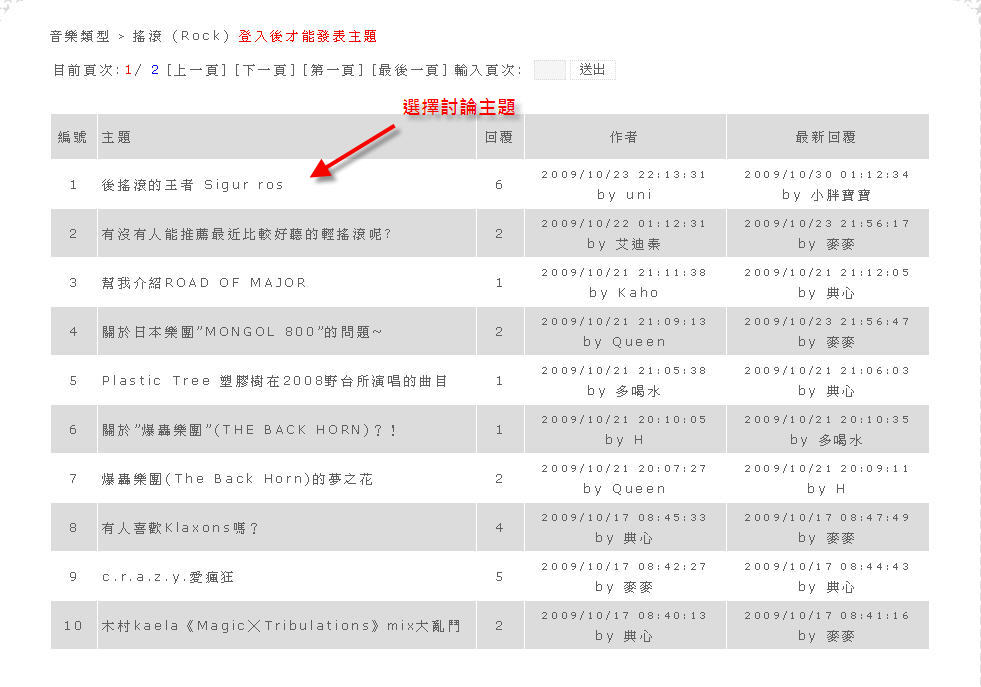 音樂類型 > 搖滾 (Rock) 登入後才能發表主題
目前頁次:1/ 2 [上一頁] [下一頁] [第一頁] [最後一頁] 輸入頁次: 送出
選擇討論主題
編號 主題 回覆 作者 最新回覆
1 後搖滾的王者 Sigur ros 6 2009/10/23 22:13:31 2009/10/30 01:12:34
by uni by 小胖寶寶
2 有沒有人能推薦最近比較好聽的輕搖滾呢? 2 2009/10/22 01:12:31 2009/10/23 21:56:17
by 艾迪秦 by 麥麥
3 幫我介紹ROAD OF MAJOR 1 2009/10/21 21:11:38 2009/10/21 21:12:05
by Kaho by 典心
4 關於日本樂團"MONGOL 800"的問題~ 2 2009/10/21 21:09:13 2009/10/23 21:56:47
by Queen by 麥麥
5 Plastic Tree 塑膠樹在2008野台所演唱的曲目 1 2009/10/21 21:05:38 2009/10/21 21:06:03
by 多喝水 by 典心
6 關於"爆轟樂團"(THE BACK HORN)？！ 1 2009/10/21 20:10:05 2009/10/21 20:10:35
by H by 多喝水
7 爆轟樂團(The Back Horn)的夢之花 2 2009/10/21 20:07:27 2009/10/21 20:09:11
by Queen by H
8 有人喜歡Klaxons嗎？ 4 2009/10/17 08:45:33 2009/10/17 08:47:49
by 典心 by 麥麥
9 c.r.a.z.y.愛瘋狂 5 2009/10/17 08:42:27 2009/10/17 08:44:43
by 麥麥 by 典心
10 木村kaela《Magic╳Tribulations》mix大亂鬥 2 2009/10/17 08:40:13 2009/10/17 08:41:16
by 典心 by 麥麥